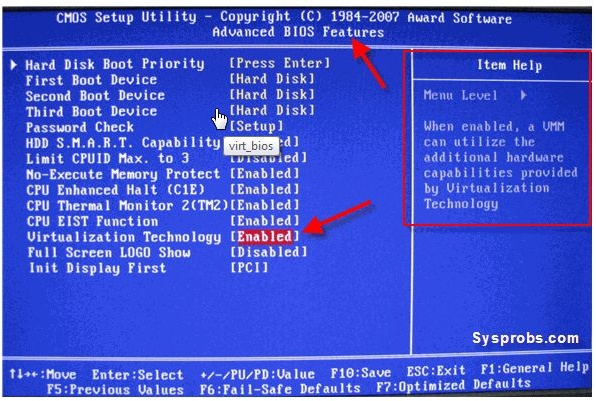 CMOS Setup Utility - Copyright (C) 1984-2007 Award Software
Advanced BIOS Features
Hard Disk Boot Priority [Press Enter]
First Boot Device [Hard Disk]
Second Boot Device [Hard Disk]
Third Boot Device [Hard Disk]
Password Check [Setup]
HDD S.M.A.R.T. Capability
virt_bios
Limit CPUID Max. to 3 [Disabled]
No-Execute Memory Protect [Enabled]
CPU Enhanced Halt (C1E) [Enabled]
CPU Thermal Monitor 2(TM2)[Enabled]
CPU EIST Function [Enabled]
Virtualization Technology [Enabled]
Full Screen LOGO Show [Disabled]
Init Display First [PCI]
Item Help
Menu Level
When enabled, a VMM
can utilize the
additional hardware
capabilities provided
by Virtualization
Technology
Sysprobs.com
↑↓→←:Move Enter:Select +/-/PU/PD:Value F10:Save ESC:Exit F1:General Help
F5:Previous Values F6:Fail-Safe Defaults F7:Optimized Defaults